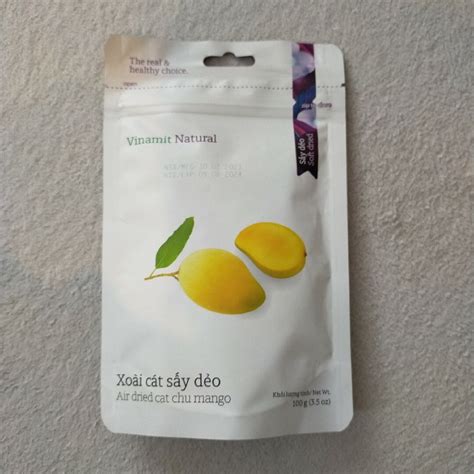 The real &
healthy choice.
open
Vinamit Natural
Sấy dẻo
Soft dried
Xoài cát sấy dẻo
Air dried cat chu mango
Khối lượng tịnh/ Net Wt.
100 g (3.5 oz)